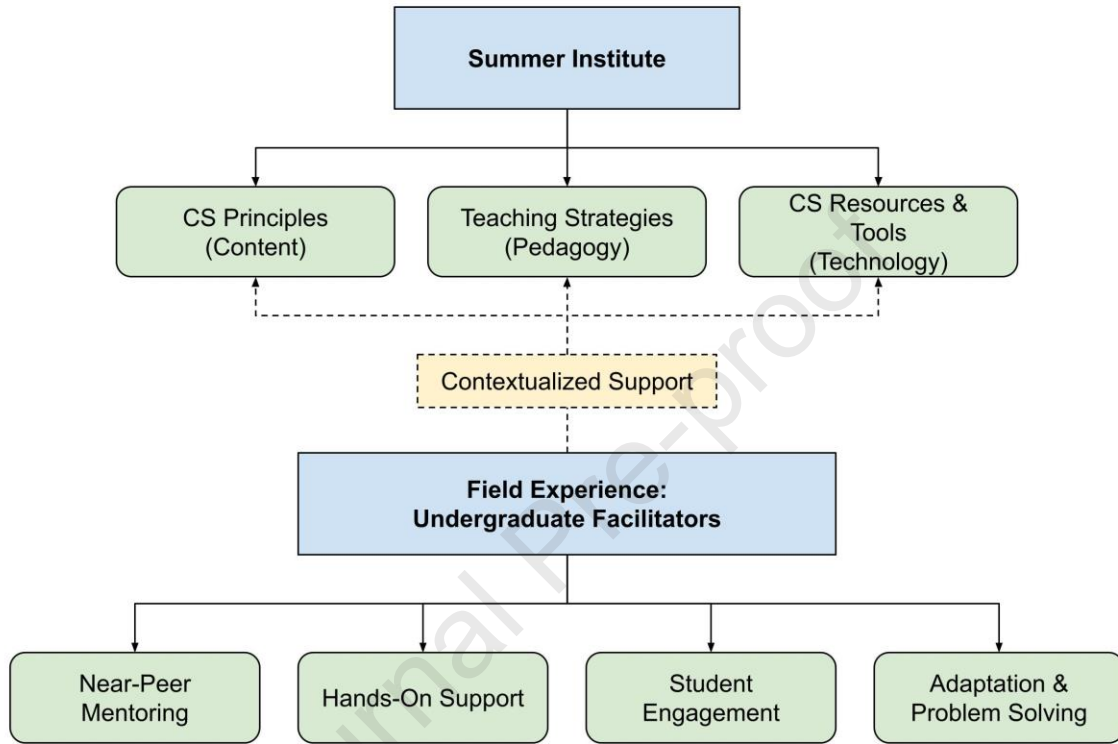 Summer Institute
CS Principles
(Content)
Teaching Strategies
(Pedagogy)
CS Resources &
Tools
(Technology)
Contextualized Support
Field Experience:
Undergraduate Facilitators
Near-Peer
Mentoring
Hands-On Support
Student
Engagement
Adaptation &
Problem Solving
urnal Pre-proof